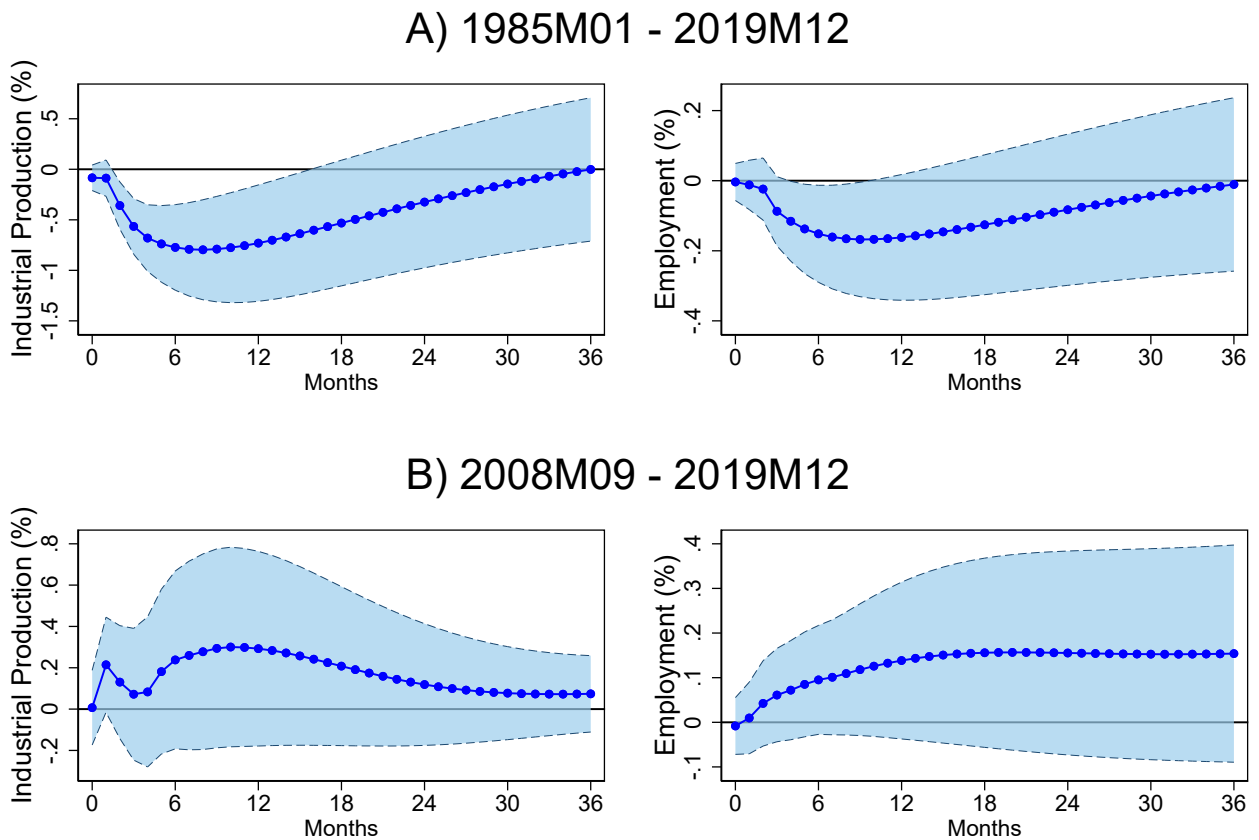 A) 1985M01 - 2019M12
Industrial Production (%)
.5
0
-.5
-1
-1.5
0 6 12 18 24 30 36
Months
Employment (%)
.2
0
-.2
-.4
0 6 12 18 24 30 36
Months
B) 2008M09 - 2019M12
Industrial Production (%)
.8
.6
.4
.2
0
-.2
0 6 12 18 24 30 36
Months
Employment (%)
.4
.3
.2
.1
0
-.1
0 6 12 18 24 30 36
Months